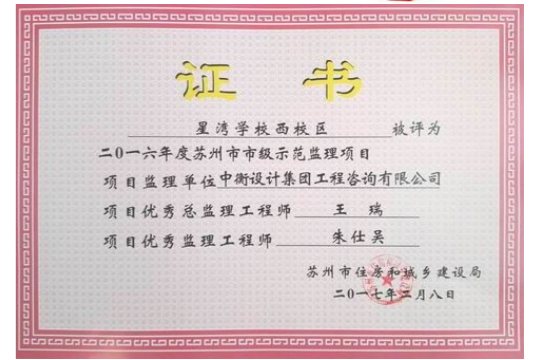 证 书
星湾学校西校区 被评为
二〇一六年度苏州市市级示范监理项目
项目监理单位中衡设计集团工程咨询有限公司
项目优秀总监理工程师 王 瑞
项目优秀监理工程师 朱仕吴
苏州市住房和城乡建设局
二〇一七年二月八日